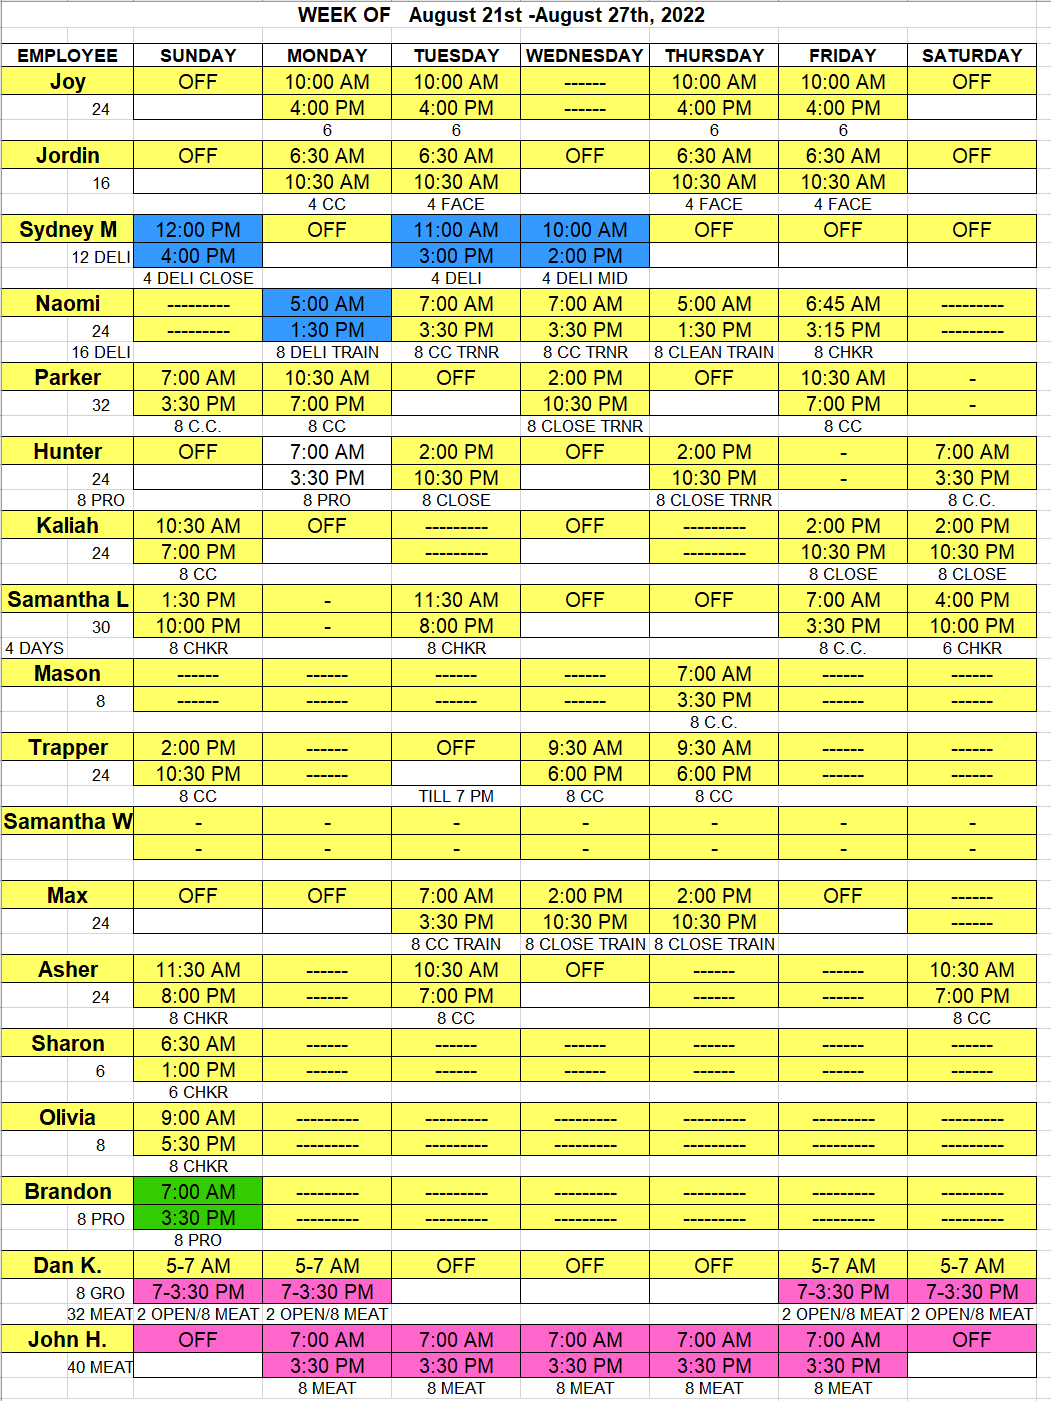 WEEK OF August 21st -August 27th, 2022
EMPLOYEE SUNDAY MONDAY TUESDAY WEDNESDAY THURSDAY FRIDAY SATURDAY
Joy OFF 10:00 AM 10:00 AM ------ 10:00 AM 10:00 AM OFF
24 4:00 PM 4:00 PM ------ 4:00 PM 4:00 PM
6 6 6 6
Jordin OFF 6:30 AM 6:30 AM OFF 6:30 AM 6:30 AM OFF
16 10:30 AM 10:30 AM 10:30 AM 10:30 AM
4 CC 4 FACE 4 FACE 4 FACE
Sydney M 12:00 PM OFF 11:00 AM 10:00 AM OFF OFF OFF
12 DELI 4:00 PM 3:00 PM 2:00 PM
4 DELI CLOSE 4 DELI 4 DELI MID
Naomi --------- 5:00 AM 7:00 AM 7:00 AM 5:00 AM 6:45 AM ---------
24 --------- 1:30 PM 3:30 PM 3:30 PM 1:30 PM 3:15 PM ---------
16 DELI 8 DELI TRAIN 8 CC TRNR 8 CC TRNR 8 CLEAN TRAIN 8 CHKR
Parker 7:00 AM 10:30 AM OFF 2:00 PM OFF 10:30 AM -
32 3:30 PM 7:00 PM 10:30 PM 7:00 PM -
8 C.C. 8 CC 8 CLOSE TRNR 8 CC
Hunter OFF 7:00 AM 2:00 PM OFF 2:00 PM - 7:00 AM
24 3:30 PM 10:30 PM 10:30 PM - 3:30 PM
8 PRO 8 PRO 8 CLOSE 8 CLOSE TRNR 8 C.C.
Kaliah 10:30 AM OFF --------- OFF --------- 2:00 PM 2:00 PM
24 7:00 PM --------- --------- 10:30 PM 10:30 PM
8 CC 8 CLOSE 8 CLOSE
Samantha L 1:30 PM - 11:30 AM OFF OFF 7:00 AM 4:00 PM
30 10:00 PM - 8:00 PM 3:30 PM 10:00 PM
4 DAYS 8 CHKR 8 CHKR 8 C.C. 6 CHKR
Mason ------ ------ ------ ------ 7:00 AM ------ ------
8 ------ ------ ------ ------ 3:30 PM ------ ------
8 C.C.
Trapper 2:00 PM ------ OFF 9:30 AM 9:30 AM ------ ------
24 10:30 PM ------ 6:00 PM 6:00 PM ------ ------
8 CC TILL 7 PM 8 CC 8 CC
Samantha W - - - - - - -
- - - - - - -
Max OFF OFF 7:00 AM 2:00 PM 2:00 PM OFF ------
24 3:30 PM 10:30 PM 10:30 PM ------
8 CC TRAIN 8 CLOSE TRAIN 8 CLOSE TRAIN
Asher 11:30 AM ------ 10:30 AM OFF ------ ------ 10:30 AM
24 8:00 PM ------ 7:00 PM ------ ------ 7:00 PM
8 CHKR 8 CC 8 CC
Sharon 6:30 AM ------ ------ ------ ------ ------ ------
6 1:00 PM ------ ------ ------ ------ ------ ------
6 CHKR
Olivia 9:00 AM --------- --------- --------- --------- --------- ---------
8 5:30 PM --------- --------- --------- --------- --------- ---------
8 CHKR
Brandon 7:00 AM --------- --------- --------- --------- --------- ---------
8 PRO 3:30 PM --------- --------- --------- --------- --------- ---------
8 PRO
Dan K. 5-7 AM 5-7 AM OFF OFF OFF 5-7 AM 5-7 AM
8 GRO 7-3:30 PM 7-3:30 PM 7-3:30 PM 7-3:30 PM
32 MEAT 2 OPEN/8 MEAT 2 OPEN/8 MEAT 2 OPEN/8 MEAT 2 OPEN/8 MEAT
John H. OFF 7:00 AM 7:00 AM 7:00 AM 7:00 AM 7:00 AM OFF
40 MEAT 3:30 PM 3:30 PM 3:30 PM 3:30 PM 3:30 PM
8 MEAT 8 MEAT 8 MEAT 8 MEAT 8 MEAT